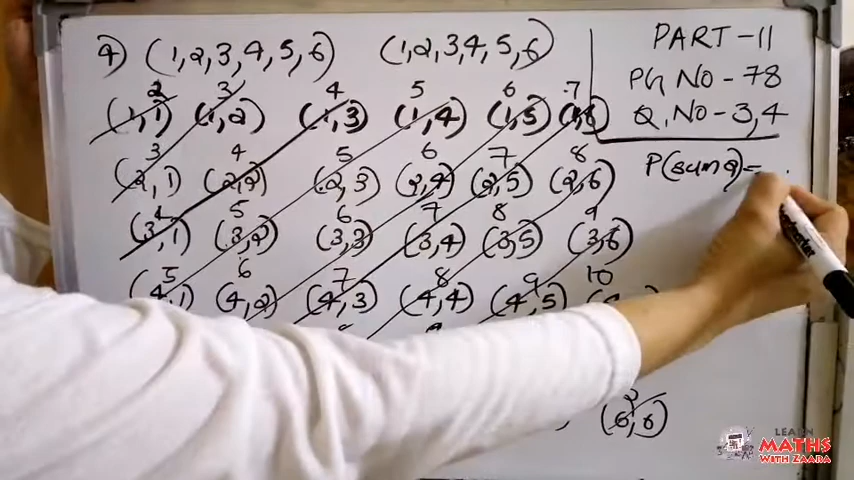 4) (1,2,3,4,5,6) (1,2,3,4,5,6)
PART-11
PG NO - 78
Q.NO - 3,4
2 3 4 5 6 7
(1,1) (1,2) (1,3) (1,4) (1,5) (1,6)
P(sum 9)=
3 4 5 6 7 8
(2,1) (2,2) (2,3) (2,4) (2,5) (2,6)
4 5 6 7 8 9
(3,1) (3,2) (3,3) (3,4) (3,5) (3,6)
5 6 7 8 9 10
(4,1) (4,2) (4,3) (4,4) (4,5)
(6,6)
LEARN
MATHS
WITH ZAARA